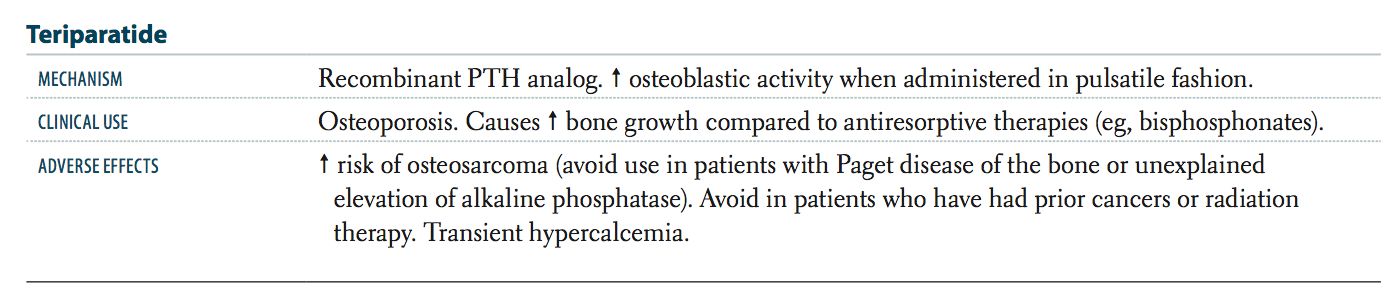 Teriparatide
MECHANISM Recombinant PTH analog. ↑ osteoblastic activity when administered in pulsatile fashion.
CLINICAL USE Osteoporosis. Causes ↑ bone growth compared to antiresorptive therapies (eg, bisphosphonates).
ADVERSE EFFECTS ↑ risk of osteosarcoma (avoid use in patients with Paget disease of the bone or unexplained
elevation of alkaline phosphatase). Avoid in patients who have had prior cancers or radiation
therapy. Transient hypercalcemia.